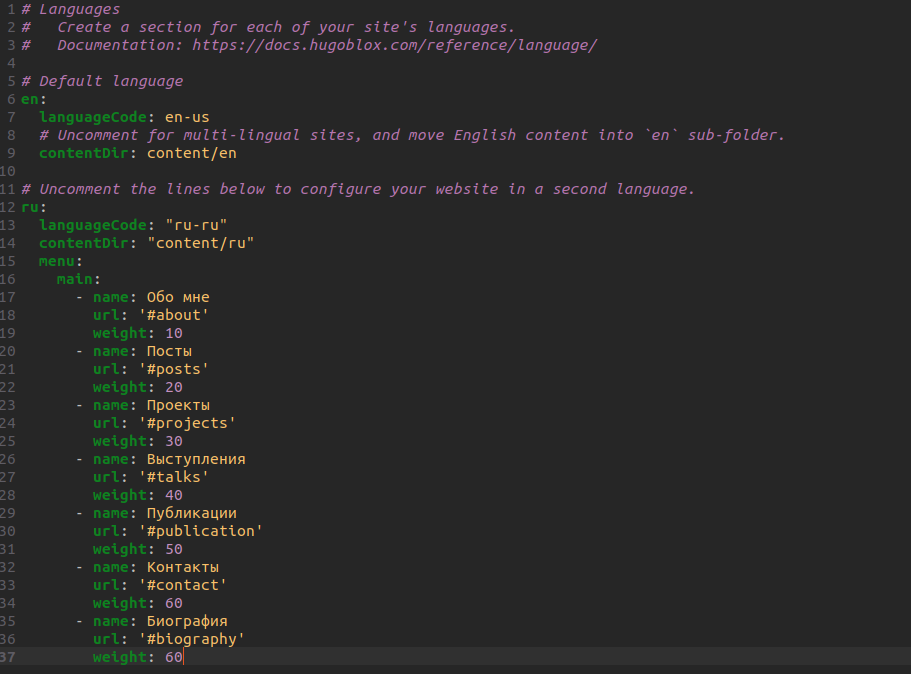 1 # Languages
2 #   Create a section for each of your site's languages.
3 #   Documentation: https://docs.hugoblox.com/reference/language/
4
5 # Default language
6 en:
7   languageCode: en-us
8   # Uncomment for multi-lingual sites, and move English content into `en` sub-folder.
9   contentDir: content/en
10
11 # Uncomment the lines below to configure your website in a second language.
12 ru:
13   languageCode: "ru-ru"
14   contentDir: "content/ru"
15   menu:
16     main:
17       - name: Обо мне
18         url: '#about'
19         weight: 10
20       - name: Посты
21         url: '#posts'
22         weight: 20
23       - name: Проекты
24         url: '#projects'
25         weight: 30
26       - name: Выступления
27         url: '#talks'
28         weight: 40
29       - name: Публикации
30         url: '#publication'
31         weight: 50
32       - name: Контакты
33         url: '#contact'
34         weight: 60
35       - name: Биография
36         url: '#biography'
37         weight: 60